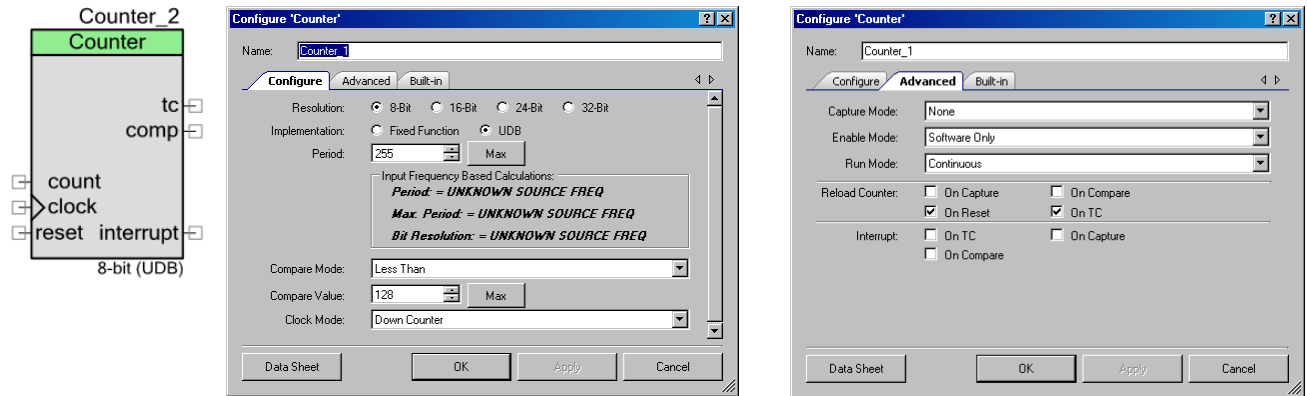 Counter_2
Counter
tc
comp
count
clock
reset interrupt
8-bit (UDB)
Configure 'Counter'
Name: Counter_1
Configure Advanced Built-in
Resolution: 8-Bit 16-Bit 24-Bit 32-Bit
Implementation: Fixed Function UDB
Period: 255 Max
Input Frequency Based Calculations:
Period: = UNKNOWN SOURCE FREQ
Max. Period: = UNKNOWN SOURCE FREQ
Bit Resolution: = UNKNOWN SOURCE FREQ
Compare Mode: Less Than
Compare Value: 128 Max
Clock Mode: Down Counter
Data Sheet OK Apply Cancel
Configure 'Counter'
Name: Counter_1
Configure Advanced Built-in
Capture Mode: None
Enable Mode: Software Only
Run Mode: Continuous
Reload Counter: On Capture On Compare
On Reset On TC
Interrupt: On TC On Capture
On Compare
Data Sheet OK Apply Cancel